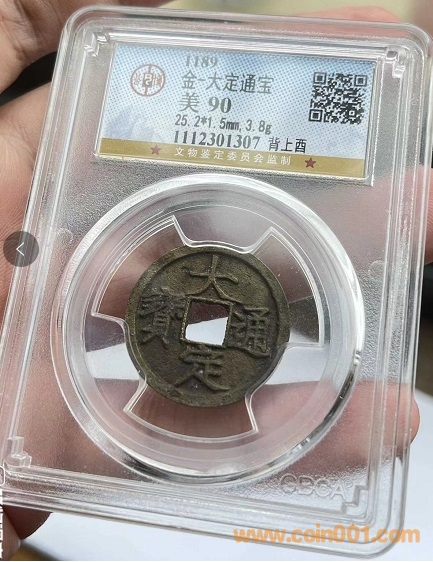 1189
金-大定通宝
美 90
25.2*1.5mm,3.8g
1112301307 背上酉
★ 文物鉴定委员会监制 ★
大
寳 通
定
GBCA
www.coin001.com